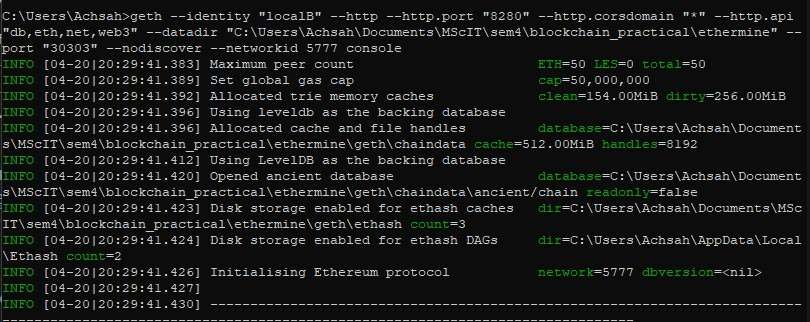 C:\Users\Achsah>geth --identity "localB" --http --http.port "8280" --http.corsdomain "*" --http.api
"db,eth,net,web3" --datadir "C:\Users\Achsah\Documents\MScIT\sem4\blockchain_practical\ethermine" --
port "30303" --nodiscover --networkid 5777 console
INFO [04-20|20:29:41.383] Maximum peer count                       ETH=50 LES=0 total=50
INFO [04-20|20:29:41.389] Set global gas cap                       cap=50,000,000
INFO [04-20|20:29:41.392] Allocated trie memory caches             clean=154.00MiB dirty=256.00MiB
INFO [04-20|20:29:41.396] Using leveldb as the backing database
INFO [04-20|20:29:41.396] Allocated cache and file handles         database=C:\Users\Achsah\Document
s\MScIT\sem4\blockchain_practical\ethermine\geth\chaindata cache=512.00MiB handles=8192
INFO [04-20|20:29:41.412] Using LevelDB as the backing database
INFO [04-20|20:29:41.420] Opened ancient database                  database=C:\Users\Achsah\Document
s\MScIT\sem4\blockchain_practical\ethermine\geth\chaindata\ancient/chain readonly=false
INFO [04-20|20:29:41.423] Disk storage enabled for ethash caches   dir=C:\Users\Achsah\Documents\MSc
IT\sem4\blockchain_practical\ethermine\geth\ethash count=3
INFO [04-20|20:29:41.424] Disk storage enabled for ethash DAGs     dir=C:\Users\Achsah\AppData\Local
\Ethash count=2
INFO [04-20|20:29:41.426] Initialising Ethereum protocol           network=5777 dbversion=<nil>
INFO [04-20|20:29:41.427]
INFO [04-20|20:29:41.430] --------------------------------------------------------------------------
-------------------------------------------------------------------------------